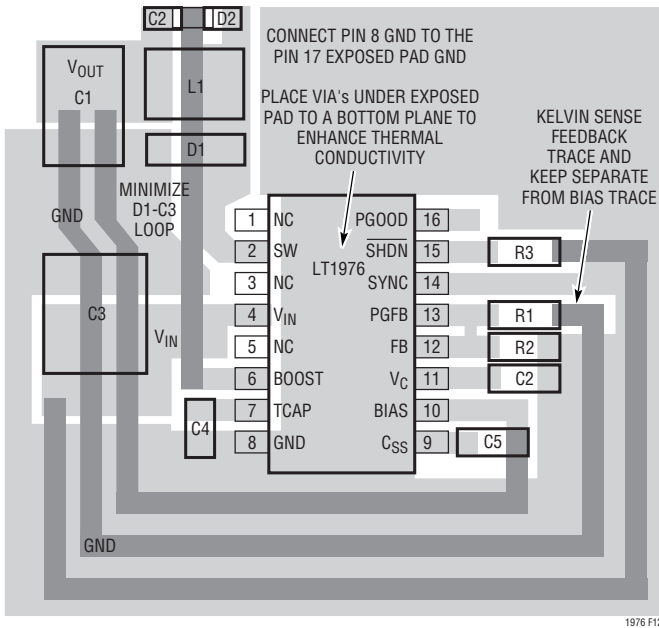 C2 D2
CONNECT PIN 8 GND TO THE
PIN 17 EXPOSED PAD GND
VOUT
C1
L1
PLACE VIA's UNDER EXPOSED
PAD TO A BOTTOM PLANE TO
ENHANCE THERMAL
CONDUCTIVITY
KELVIN SENSE
FEEDBACK
TRACE AND
KEEP SEPARATE
FROM BIAS TRACE
D1
MINIMIZE
D1-C3
LOOP
GND
C3
VIN
LT1976
1 NC PGOOD 16
2 SW SHDN 15 R3
3 NC SYNC 14
4 VIN PGFB 13 R1
5 NC FB 12 R2
6 BOOST VC 11 C2
7 TCAP BIAS 10
8 GND CSS 9 C5
C4
GND
1976 F12